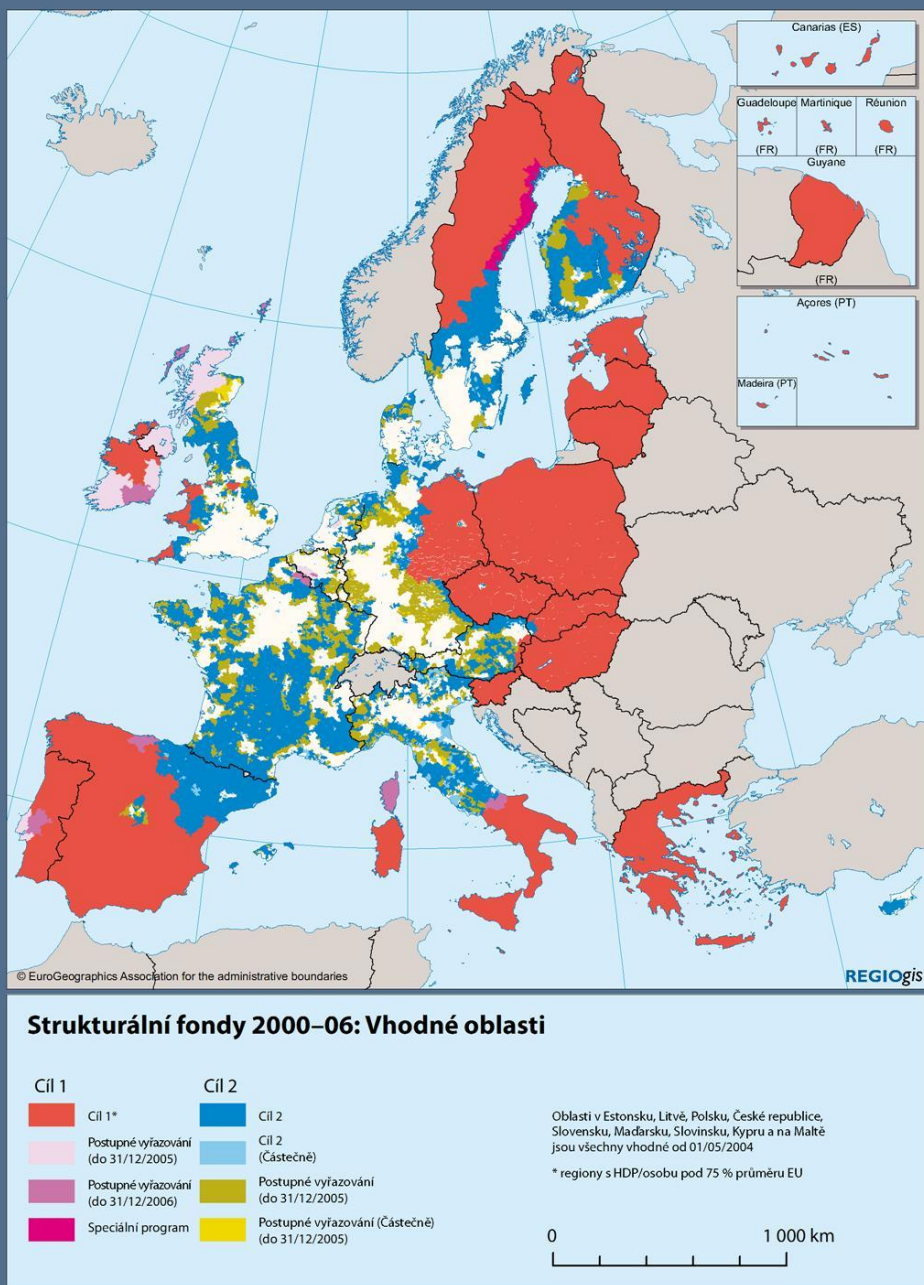 Canarias (ES)
Guadeloupe
Martinique
Réunion
(FR)
(FR)
(FR)
Guyane
(FR)
Açores (PT)
Madeira (PT)
© EuroGeographics Association for the administrative boundaries
REGIOgis
Strukturální fondy 2000–06: Vhodné oblasti
Cíl 1
Cíl 1*
Postupné vyřazování
(do 31/12/2005)
Postupné vyřazování
(do 31/12/2006)
Speciální program
Cíl 2
Cíl 2
Cíl 2
(Částečně)
Postupné vyřazování
(do 31/12/2005)
Postupné vyřazování (Částečně)
(do 31/12/2005)
Oblasti v Estonsku, Litvě, Polsku, České republice,
Slovensku, Maďarsku, Slovinsku, Kypru a na Maltě
jsou všechny vhodné od 01/05/2004
* regiony s HDP/osobu pod 75 % průměru EU
0 1 000 km